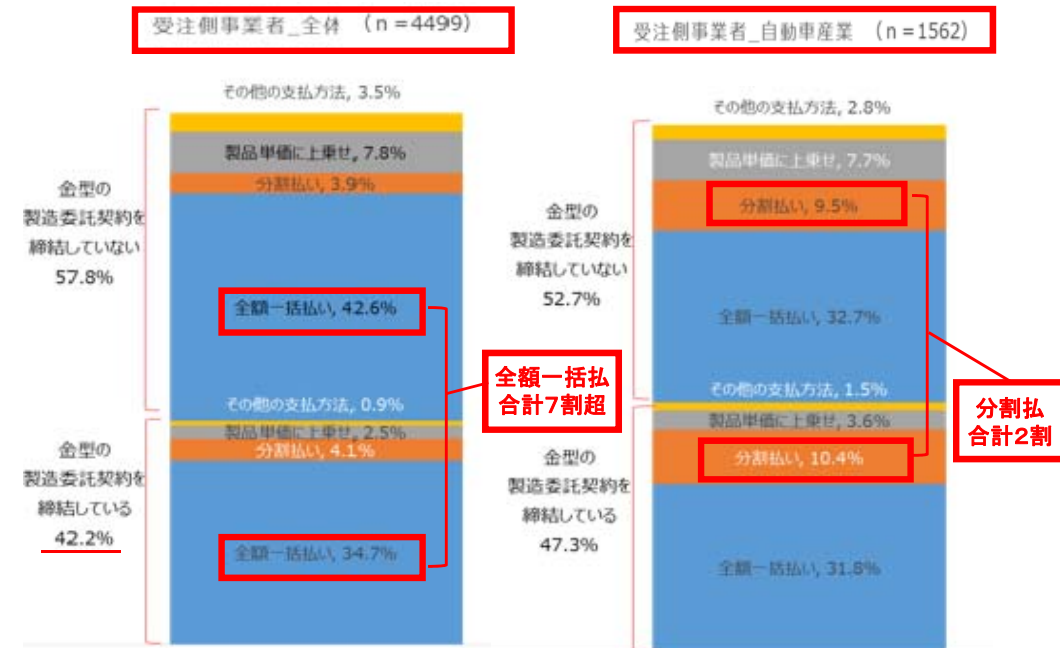 受注側事業者_全体 (n=4499)
その他の支払方法, 3.5%
製品単価に上乗せ, 7.8%
分割払い, 3.9%
金型の
製造委託契約を
締結していない
57.8%
全額一括払い, 42.6%
全額一括払
合計7割超
その他の支払方法, 0.9%
製品単価に上乗せ, 2.5%
分割払い, 4.1%
金型の
製造委託契約を
締結している
42.2%
全額一括払い, 34.7%
受注側事業者_自動車産業 (n=1562)
その他の支払方法, 2.8%
製品単価に上乗せ, 7.7%
分割払い, 9.5%
金型の
製造委託契約を
締結していない
52.7%
全額一括払い, 32.7%
その他の支払方法, 1.5%
製品単価に上乗せ, 3.6%
分割払い, 10.4%
分割払
合計2割
金型の
製造委託契約を
締結している
47.3%
全額一括払い, 31.8%